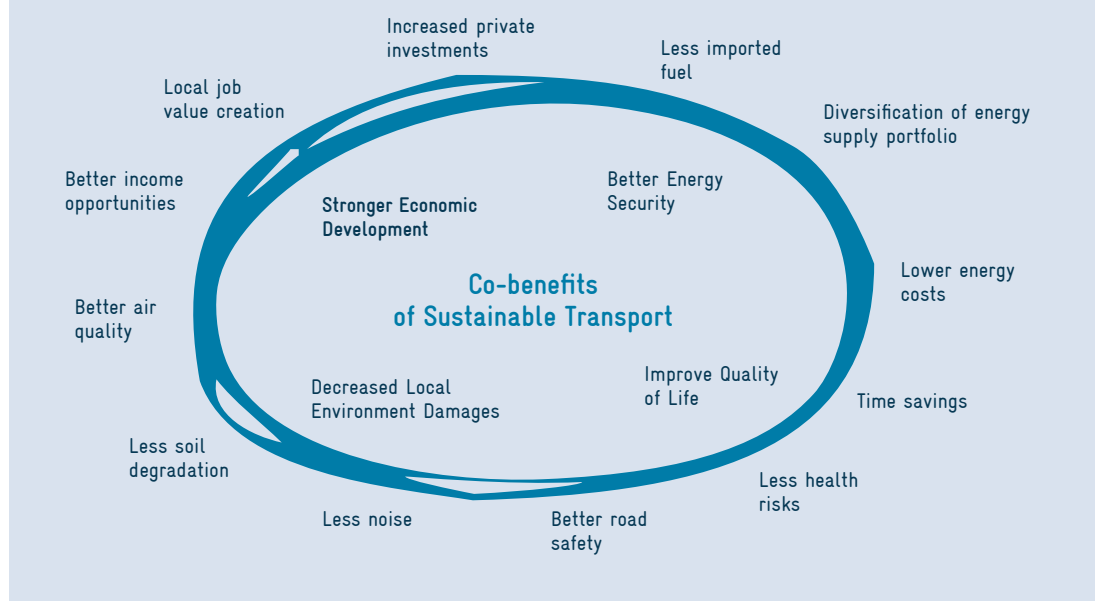 Increased private
investments
Less imported
fuel
Local job
value creation
Diversification of energy
supply portfolio
Better income
opportunities
Better Energy
Security
Stronger Economic
Development
Lower energy
costs
Co-benefits
of Sustainable Transport
Better air
quality
Improve Quality
of Life
Decreased Local
Environment Damages
Time savings
Less soil
degradation
Less health
risks
Less noise
Better road
safety